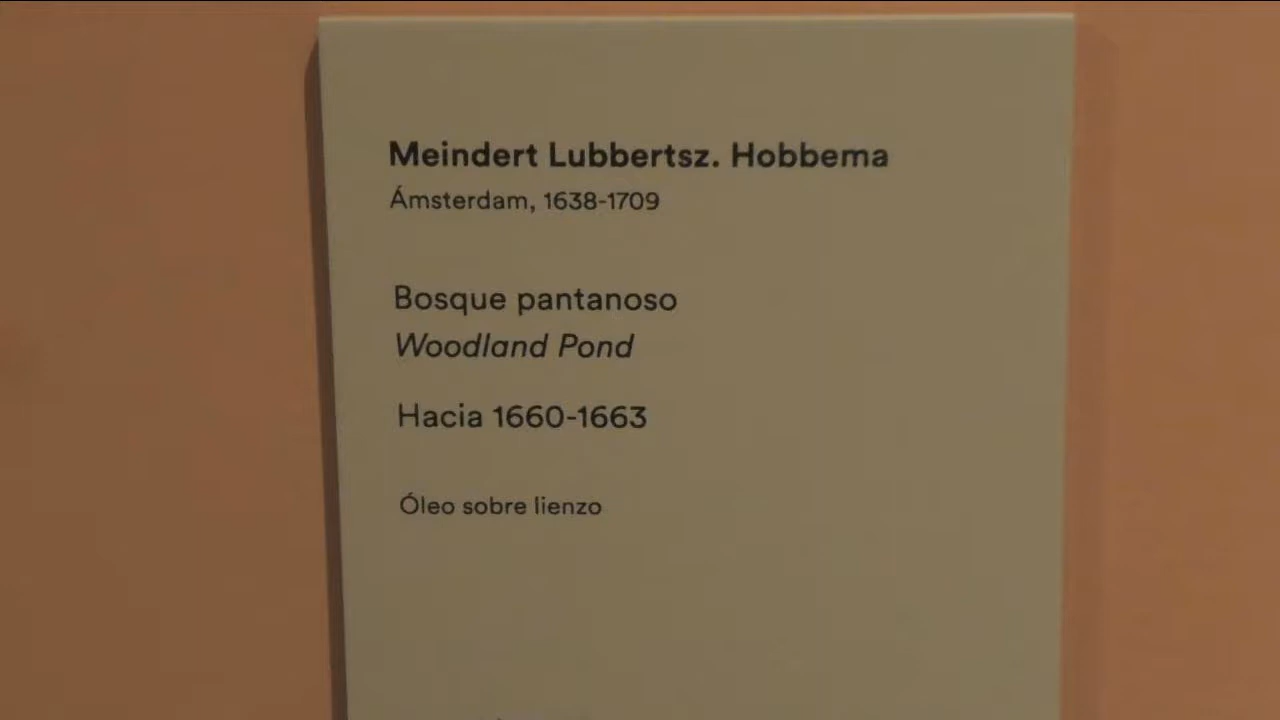 Meindert Lubbertsz. Hobbema
Ámsterdam, 1638-1709
Bosque pantanoso
Woodland Pond
Hacia 1660-1663
Óleo sobre lienzo